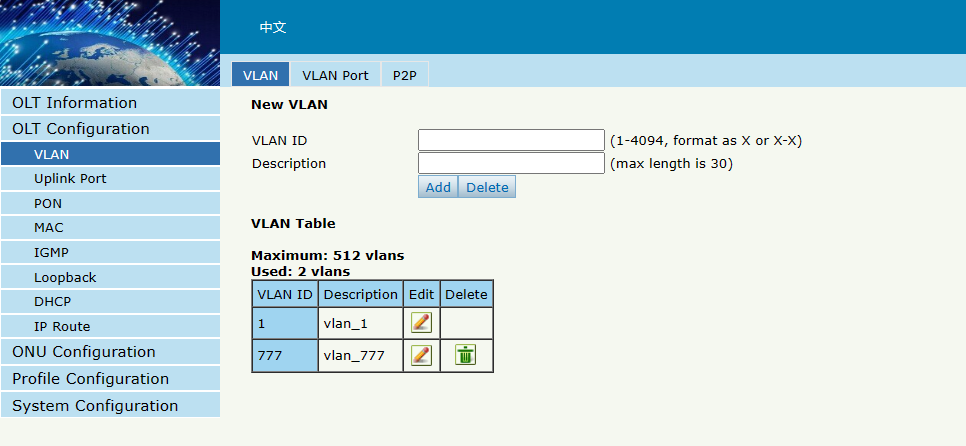 中文
VLAN VLAN Port P2P
OLT Information
OLT Configuration
VLAN
Uplink Port
PON
MAC
IGMP
Loopback
DHCP
IP Route
ONU Configuration
Profile Configuration
System Configuration
New VLAN
VLAN ID (1-4094, format as X or X-X)
Description (max length is 30)
Add Delete
VLAN Table
Maximum: 512 vlans
Used: 2 vlans
VLAN ID Description Edit Delete
1 vlan_1
777 vlan_777